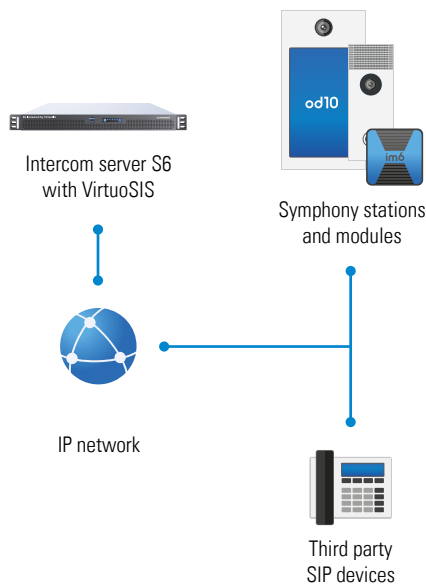 od10
im6
Intercom server S6
with VirtuoSIS
Symphony stations
and modules
IP network
Third party
SIP devices